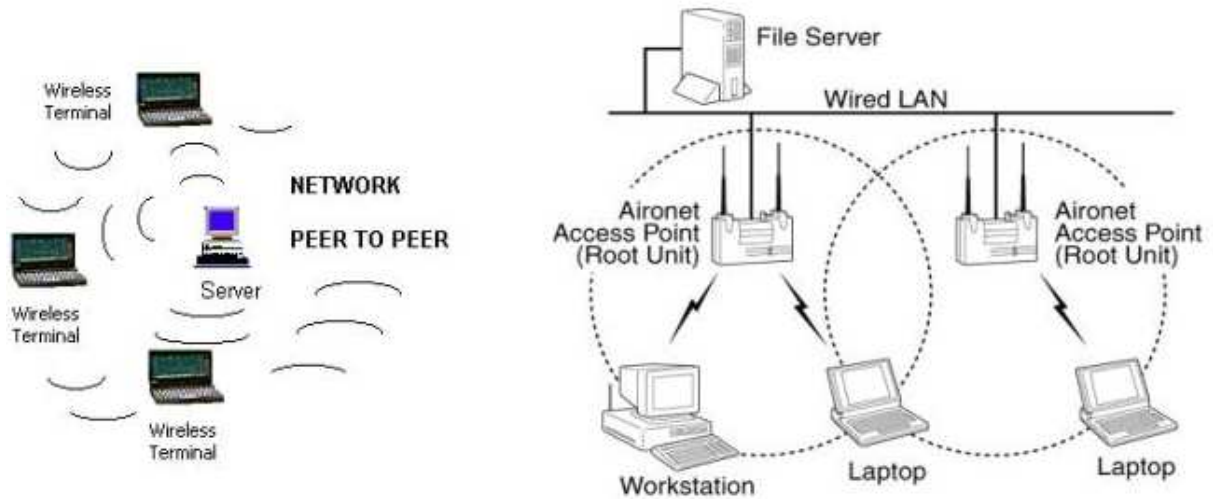 Wireless
Terminal
NETWORK
PEER TO PEER
Server
Wireless
Terminal
Wireless
Terminal
File Server
Wired LAN
Aironet
Access Point
(Root Unit)
Aironet
Access Point
(Root Unit)
Workstation
Laptop
Laptop